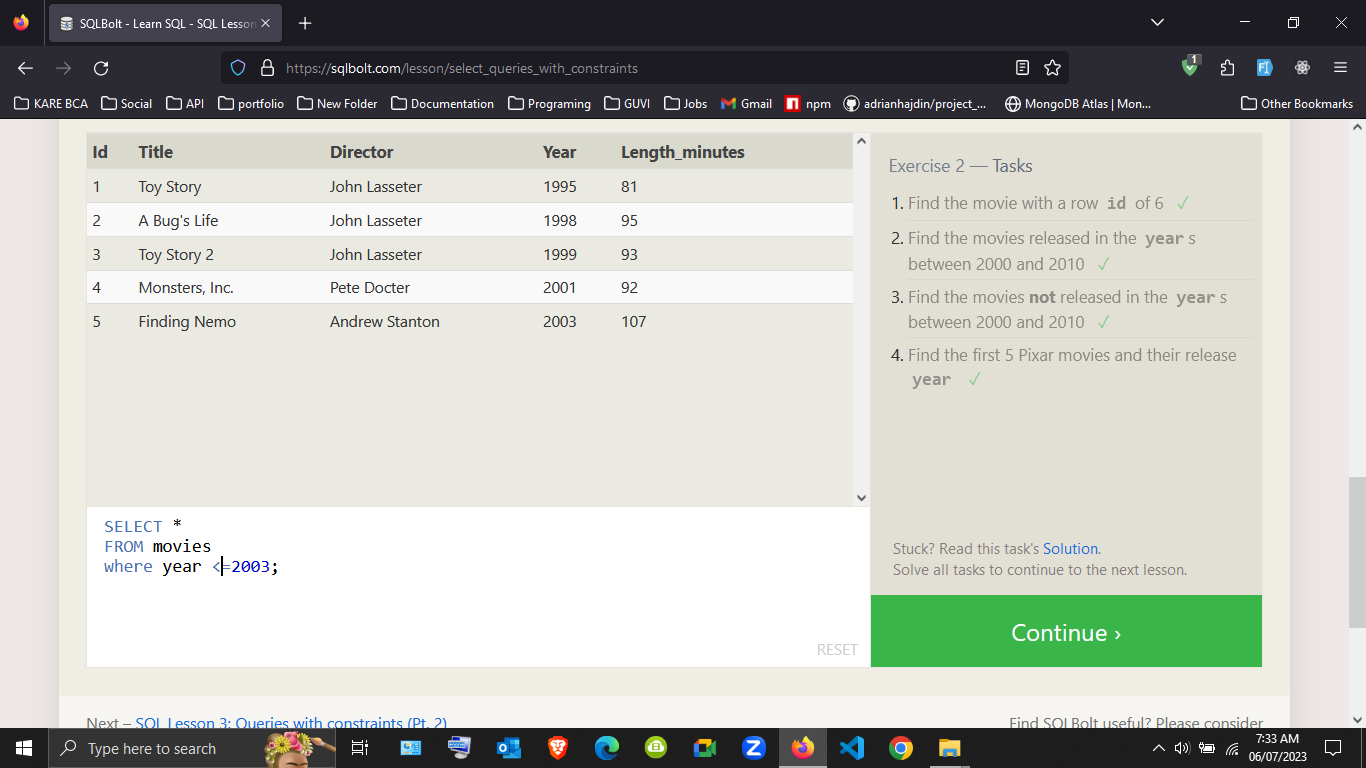 SQLBolt - Learn SQL - SQL Lesson
https://sqlbolt.com/lesson/select_queries_with_constraints
1
KARE BCA Social API portfolio New Folder Documentation Programing GUVI Jobs Gmail npm adrianhajdin/project_... MongoDB Atlas | Mon... Other Bookmarks
Id Title Director Year Length_minutes
1 Toy Story John Lasseter 1995 81
2 A Bug's Life John Lasseter 1998 95
3 Toy Story 2 John Lasseter 1999 93
4 Monsters, Inc. Pete Docter 2001 92
5 Finding Nemo Andrew Stanton 2003 107
SELECT *
FROM movies
where year <=2003;
RESET
Exercise 2 — Tasks
1. Find the movie with a row id of 6 ✓
2. Find the movies released in the year s
between 2000 and 2010 ✓
3. Find the movies not released in the year s
between 2000 and 2010 ✓
4. Find the first 5 Pixar movies and their release
year ✓
Stuck? Read this task's Solution.
Solve all tasks to continue to the next lesson.
Continue ›
Next – SQL Lesson 3: Queries with constraints (Pt. 2)
Find SQLBolt useful? Please consider
Type here to search
7:33 AM
06/07/2023